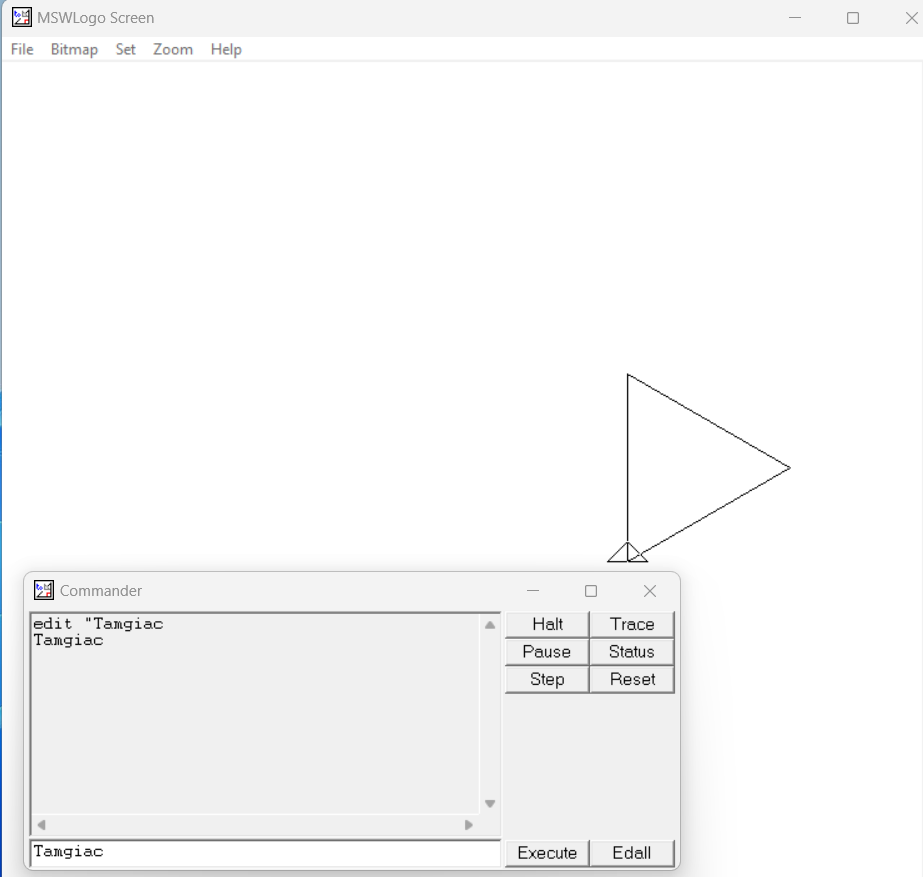 MSWLogo Screen
File Bitmap Set Zoom Help
Commander
edit "Tamgiac
Tamgiac
Halt Trace
Pause Status
Step Reset
Tamgiac
Execute Edall